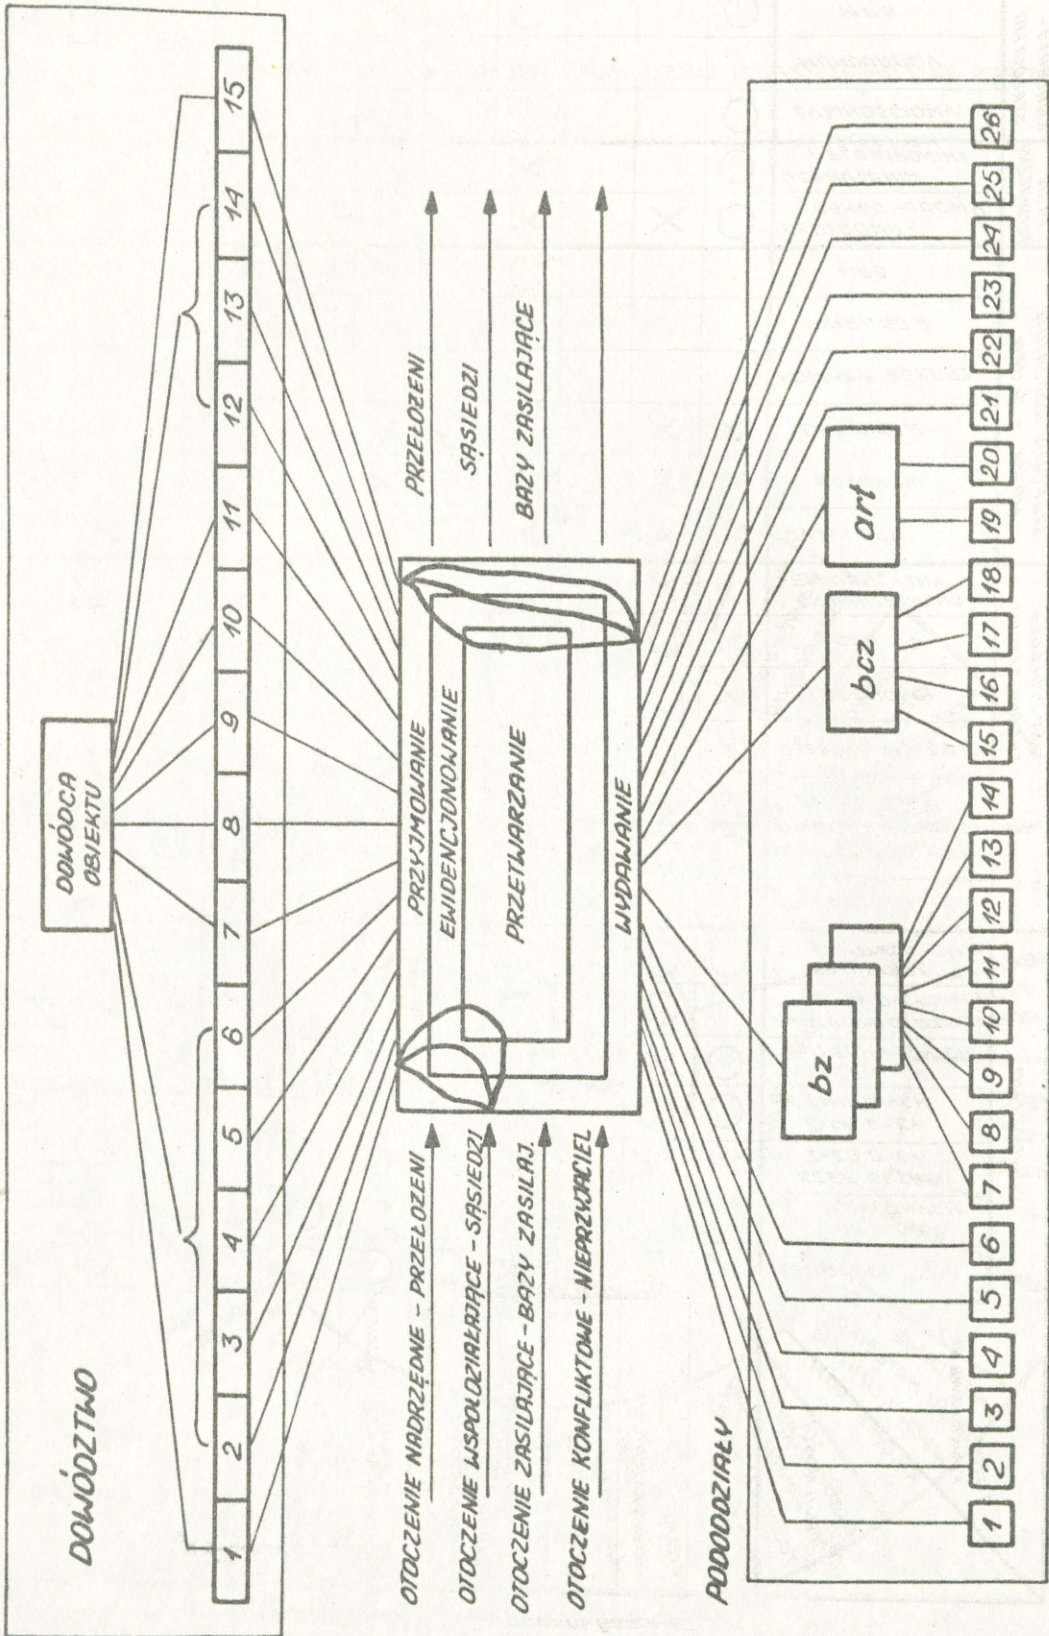 DOWÓDZTWO
DOWÓDCA
OBIEKTU
1 2 3 4 5 6 7 8 9 10 11 12 13 14 15
OTOCZENIE NADRZĘDNE - PRZEŁOŻENI
OTOCZENIE WSPÓŁDZIAŁAJĄCE - SĄSIEDZI
OTOCZENIE ZASILAJĄCE - BAZY ZASILAJ.
OTOCZENIE KONFLIKTOWE - NIEPRZYJACIEL
PRZYJMOWANIE
EWIDENCJONOWANIE
PRZETWARZANIE
WYDAWANIE
PRZEŁOŻENI
SĄSIEDZI
BAZY ZASILAJĄCE
PODODDZIAŁY
bz
bcz
art
1 2 3 4 5 6 7 8 9 10 11 12 13 14 15 16 17 18 19 20 21 22 23 24 25 26